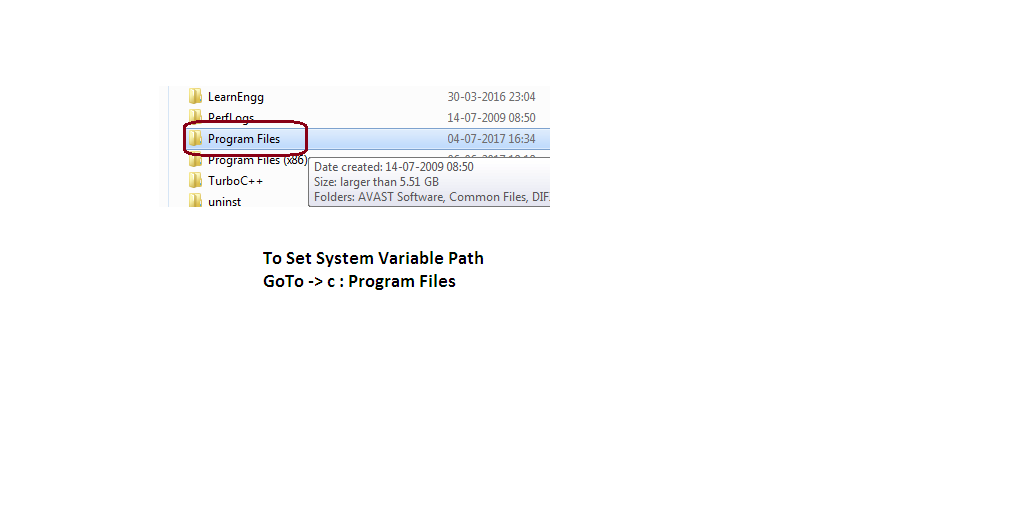 LearnEngg 30-03-2016 23:04
PerfLogs 14-07-2009 08:50
Program Files 04-07-2017 16:34
Program Files (x86)
Date created: 14-07-2009 08:50
TurboC++ Size: larger than 5.51 GB
uninst Folders: AVAST Software, Common Files, DIF
To Set System Variable Path
GoTo -> c : Program Files